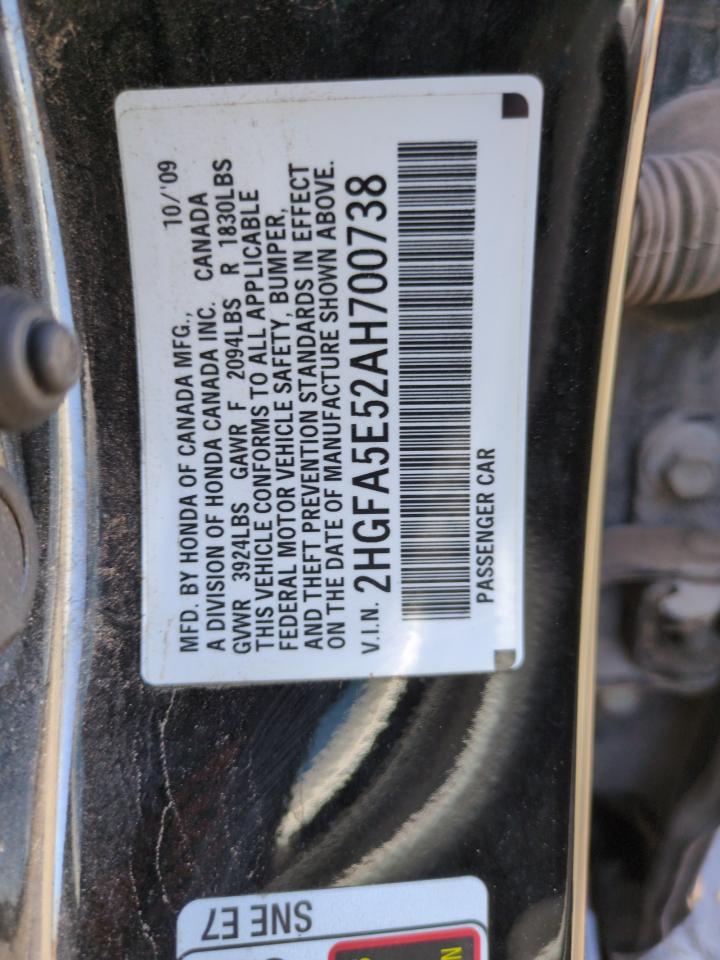 MFD. BY HONDA OF CANADA MFG., 10/'09
A DIVISION OF HONDA CANADA INC. CANADA
GVWR 3924LBS GAWR F 2094LBS R 1830LBS
THIS VEHICLE CONFORMS TO ALL APPLICABLE
FEDERAL MOTOR VEHICLE SAFETY, BUMPER,
AND THEFT PREVENTION STANDARDS IN EFFECT
ON THE DATE OF MANUFACTURE SHOWN ABOVE.
V.I.N. 2HGFA5E52AH700738
PASSENGER CAR
SNE E7